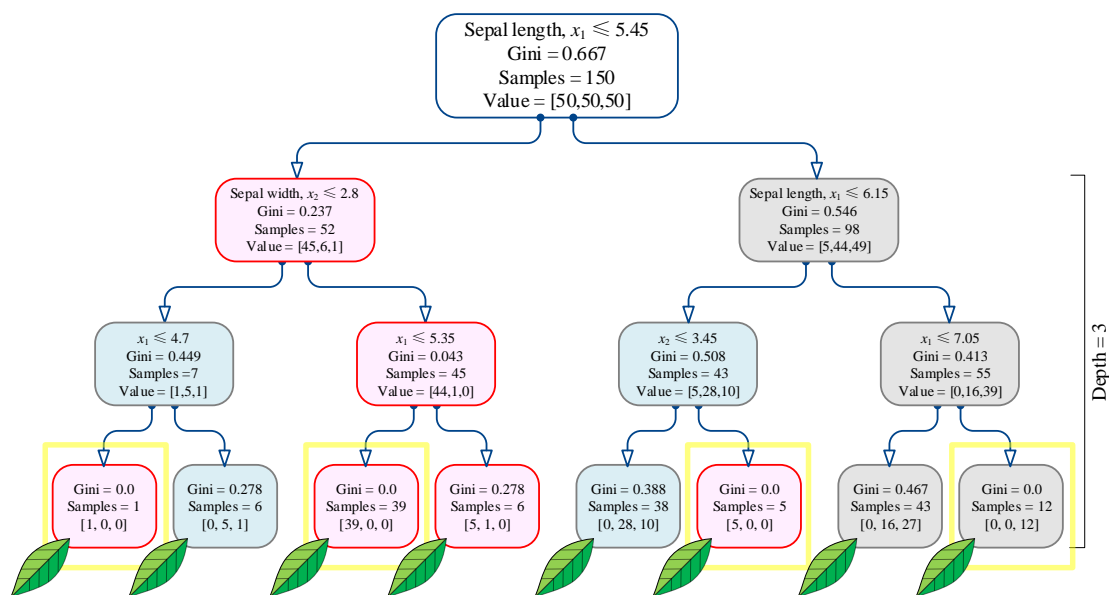 Sepal length, x1 ⩽ 5.45
Gini = 0.667
Samples = 150
Value = [50,50,50]
Sepal width, x2 ⩽ 2.8
Gini = 0.237
Samples = 52
Value = [45,6,1]
Sepal length, x1 ⩽ 6.15
Gini = 0.546
Samples = 98
Value = [5,44,49]
x1 ⩽ 4.7
Gini = 0.449
Samples =7
Value = [1,5,1]
x1 ⩽ 5.35
Gini = 0.043
Samples = 45
Value = [44,1,0]
x2 ⩽ 3.45
Gini = 0.508
Samples = 43
Value = [5,28,10]
x1 ⩽ 7.05
Gini = 0.413
Samples = 55
Value = [0,16,39]
Gini = 0.0
Samples = 1
[1, 0, 0]
Gini = 0.278
Samples = 6
[0, 5, 1]
Gini = 0.0
Samples = 39
[39, 0, 0]
Gini = 0.278
Samples = 6
[5, 1, 0]
Gini = 0.388
Samples = 38
[0, 28, 10]
Gini = 0.0
Samples = 5
[5, 0, 0]
Gini = 0.467
Samples = 43
[0, 16, 27]
Gini = 0.0
Samples = 12
[0, 0, 12]
Depth = 3